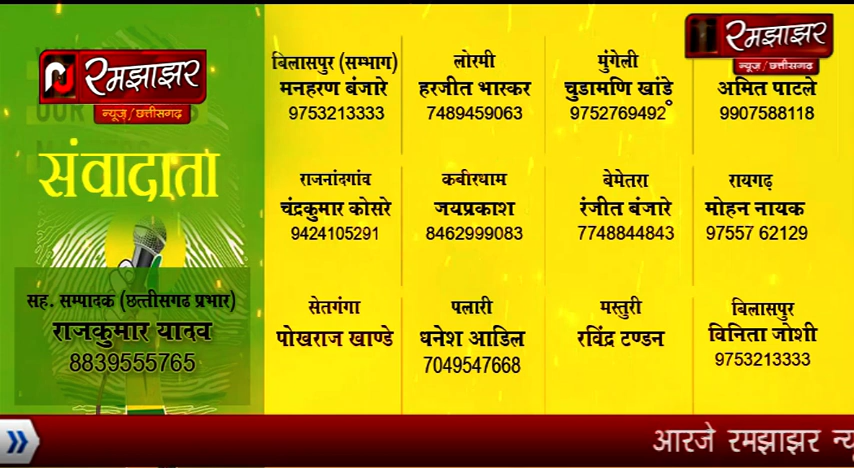 रमझाझर
न्यूज़/छत्तीसगढ़
संवादाता
सह. सम्पादक (छत्तीसगढ प्रभार)
राजकुमार यादव
8839555765
बिलासपुर (सम्भाग)
मनहरण बंजारे
9753213333
लोरमी
हरजीत भास्कर
7489459063
मुंगेली
चुडामणि खांडे
9752769492
रमझाझर
न्यूज़/छत्तीसगढ़
अमित पाटले
9907588118
राजनांदगांव
चंद्रकुमार कोसरे
9424105291
कबीरधाम
जयप्रकाश
8462999083
बेमेतरा
रंजीत बंजारे
7748844843
रायगढ़
मोहन नायक
97557 62129
सेतगंगा
पोखराज खाण्डे
पलारी
धनेश आडिल
7049547668
मस्तुरी
रविंद्र टण्डन
बिलासपुर
विनिता जोशी
9753213333
आरजे रमझाझर न्यू